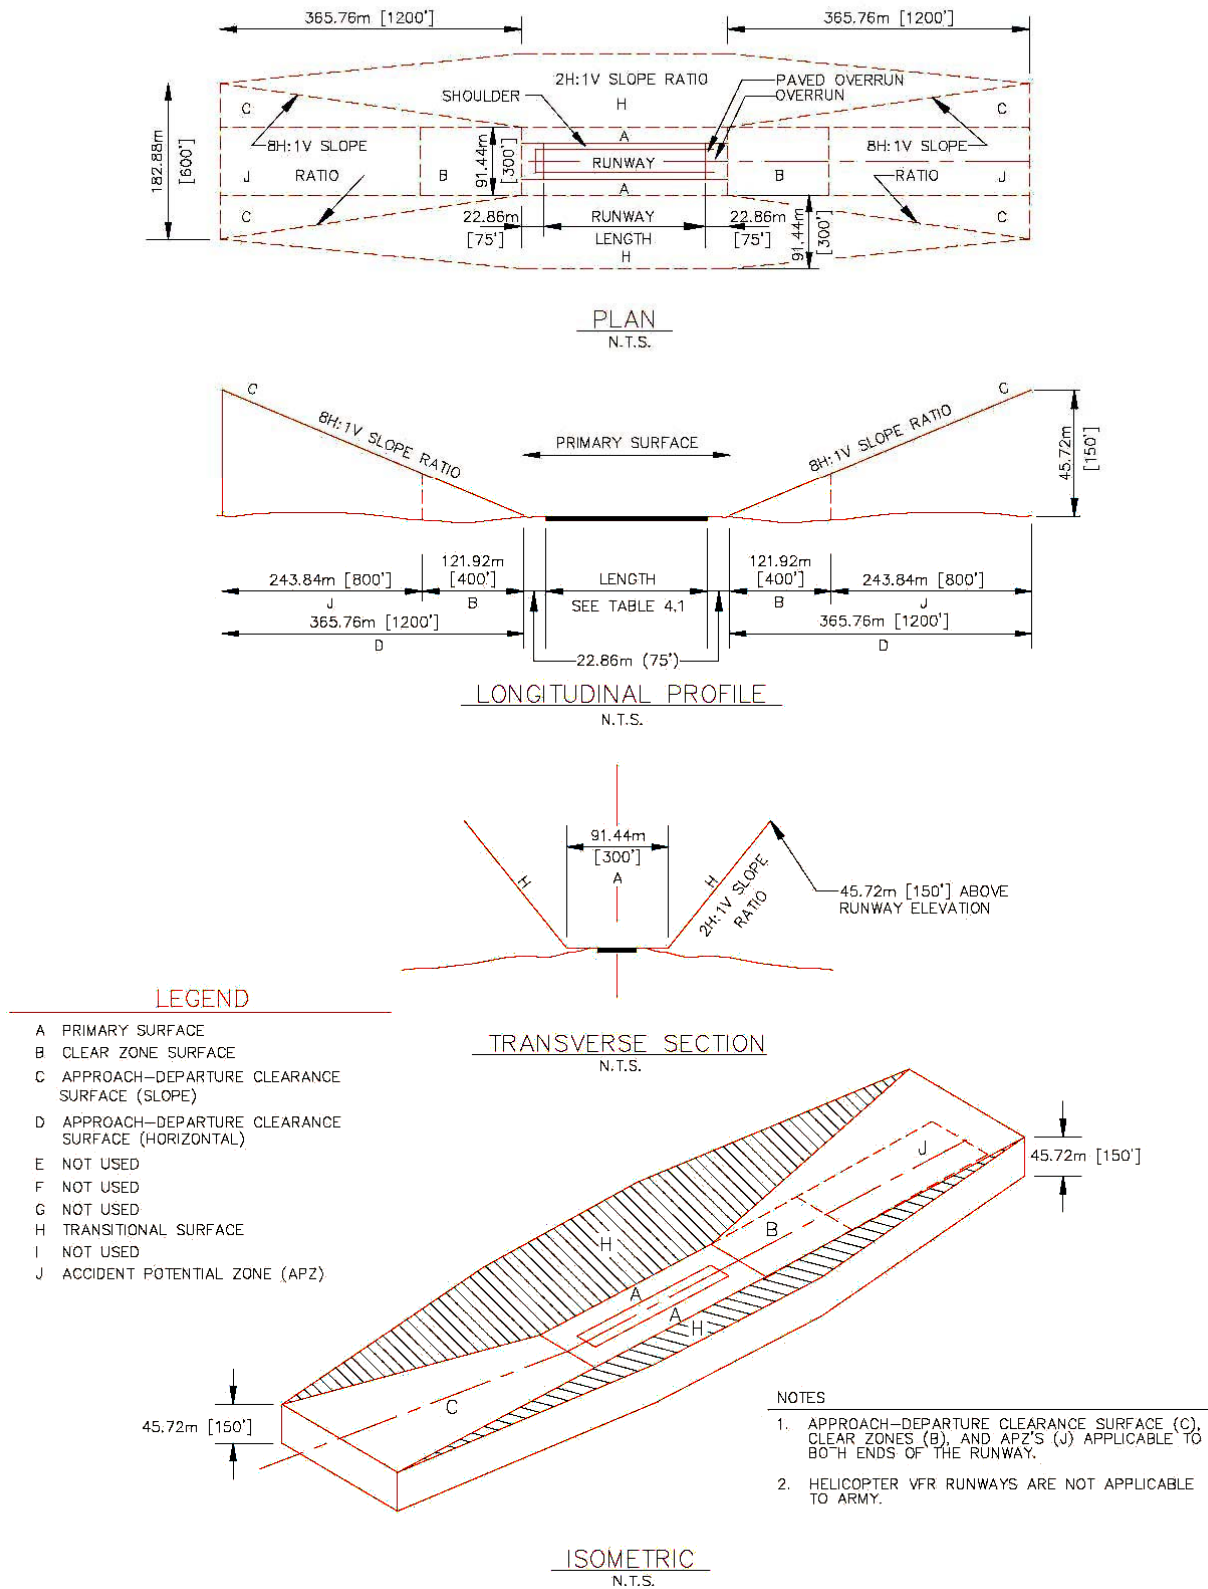 365.76m [1200']
365.76m [1200']
2H:1V SLOPE RATIO
PAVED OVERRUN
SHOULDER
OVERRUN
H
C
C
A
182.88m
[600']
8H:1V SLOPE
RATIO
J
B
91.44m
[300']
RUNWAY
B
8H:1V SLOPE
RATIO
J
A
C
C
22.86m
[75']
RUNWAY
LENGTH
22.86m
[75']
91.44m
[300']
H
PLAN
N.T.S.
C
C
8H:1V SLOPE RATIO
PRIMARY SURFACE
8H:1V SLOPE RATIO
45.72m
[150']
243.84m [800']
J
121.92m
[400']
B
LENGTH
SEE TABLE 4.1
121.92m
[400']
B
243.84m [800']
J
365.76m [1200']
D
365.76m [1200']
D
22.86m (75')
LONGITUDINAL PROFILE
N.T.S.
91.44m
[300']
A
H
H
2H:1V SLOPE
RATIO
45.72m [150'] ABOVE
RUNWAY ELEVATION
TRANSVERSE SECTION
N.T.S.
LEGEND
A PRIMARY SURFACE
B CLEAR ZONE SURFACE
C APPROACH-DEPARTURE CLEARANCE
SURFACE (SLOPE)
D APPROACH-DEPARTURE CLEARANCE
SURFACE (HORIZONTAL)
E NOT USED
F NOT USED
G NOT USED
H TRANSITIONAL SURFACE
I NOT USED
J ACCIDENT POTENTIAL ZONE (APZ)
J
45.72m [150']
B
H
A
A
H
C
45.72m [150']
NOTES
1. APPROACH-DEPARTURE CLEARANCE SURFACE (C),
CLEAR ZONES (B), AND APZ'S (J) APPLICABLE TO
BOTH ENDS OF THE RUNWAY.
2. HELICOPTER VFR RUNWAYS ARE NOT APPLICABLE
TO ARMY.
ISOMETRIC
N.T.S.